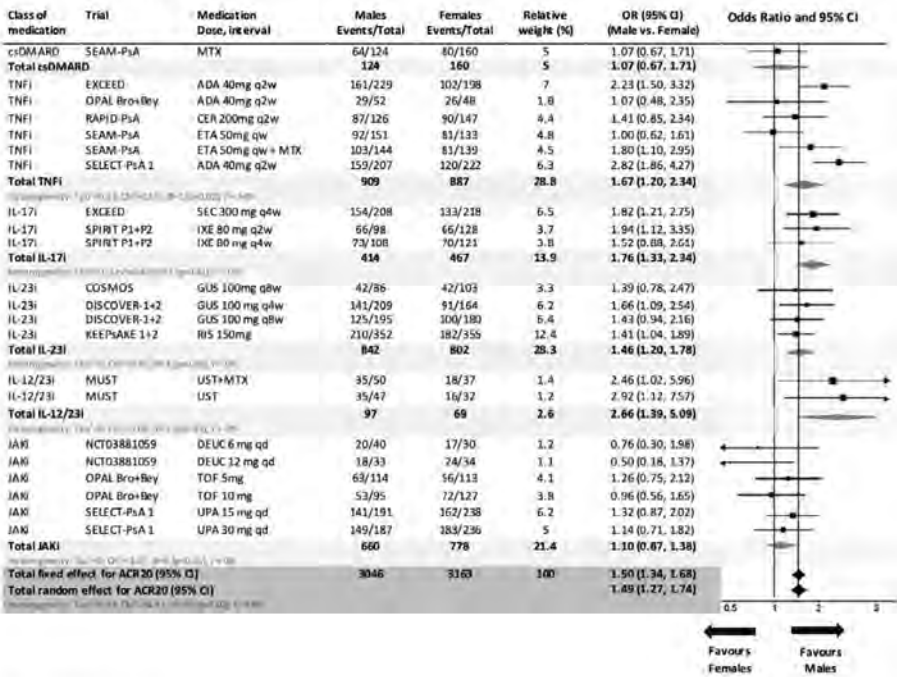 Class of medication Trial Medication Dose, interval Males Events/Total Females Events/Total Relative weight (%) OR (95% CI) (Male vs. Female) Odds Ratio and 95% CI
csDMARD SEAM-PsA MTX 64/124 80/160 5 1.07 (0.67, 1.71)
Total csDMARD 124 160 5 1.07 (0.67, 1.71)
TNFi EXCEED ADA 40mg q2w 161/229 102/198 7 2.23 (1.50, 3.32)
TNFi OPAL Bro+Bey ADA 40mg q2w 29/52 26/48 1.8 1.07 (0.48, 2.35)
TNFi RAPID-PsA CER 200mg q2w 87/126 90/147 4.4 1.41 (0.85, 2.34)
TNFi SEAM-PsA ETA 50mg qw 92/151 81/133 4.8 1.00 (0.62, 1.61)
TNFi SEAM-PsA ETA 50mg qw + MTX 103/144 81/139 4.5 1.80 (1.10, 2.95)
TNFi SELECT-PsA 1 ADA 40mg q2w 159/207 120/222 6.3 2.82 (1.86, 4.27)
Total TNFi 909 887 28.8 1.67 (1.20, 2.34)
IL-17i EXCEED SEC 300 mg q4w 154/208 133/218 6.5 1.82 (1.21, 2.75)
IL-17i SPIRIT P1+P2 IXE 80 mg q2w 66/98 66/128 3.7 1.94 (1.12, 3.35)
IL-17i SPIRIT P1+P2 IXE 80 mg q4w 73/108 70/121 3.8 1.52 (0.88, 2.61)
Total IL-17i 414 467 13.9 1.76 (1.33, 2.34)
IL-23i COSMOS GUS 100mg q8w 42/86 42/103 3.3 1.39 (0.78, 2.47)
IL-23i DISCOVER-1+2 GUS 100 mg q4w 141/209 91/164 6.2 1.66 (1.09, 2.54)
IL-23i DISCOVER-1+2 GUS 100 mg q8w 125/195 100/180 6.4 1.43 (0.94, 2.16)
IL-23i KEEPsAKE 1+2 RIS 150mg 210/352 182/355 12.4 1.41 (1.04, 1.89)
Total IL-23i 842 802 28.3 1.46 (1.20, 1.78)
IL-12/23i MUST UST+MTX 35/50 18/37 1.4 2.46 (1.02, 5.96)
IL-12/23i MUST UST 35/47 16/32 1.2 2.92 (1.12, 7.57)
Total IL-12/23i 97 69 2.6 2.66 (1.39, 5.09)
JAKi NCT03881059 DEUC 6 mg qd 20/40 17/30 1.2 0.76 (0.30, 1.98)
JAKi NCT03881059 DEUC 12 mg qd 18/33 24/34 1.1 0.50 (0.18, 1.37)
JAKi OPAL Bro+Bey TOF 5mg 63/114 56/113 4.1 1.26 (0.75, 2.12)
JAKi OPAL Bro+Bey TOF 10 mg 53/95 72/127 3.8 0.96 (0.56, 1.65)
JAKi SELECT-PsA 1 UPA 15 mg qd 141/191 162/238 6.2 1.32 (0.87, 2.02)
JAKi SELECT-PsA 1 UPA 30 mg qd 149/187 183/236 5 1.14 (0.71, 1.82)
Total JAKi 660 778 21.4 1.10 (0.87, 1.38)
Total fixed effect for ACR20 (95% CI) 3046 3163 100 1.50 (1.34, 1.68)
Total random effect for ACR20 (95% CI) 1.49 (1.27, 1.74)
0.5 1 2 3
Favours Females Favours Males